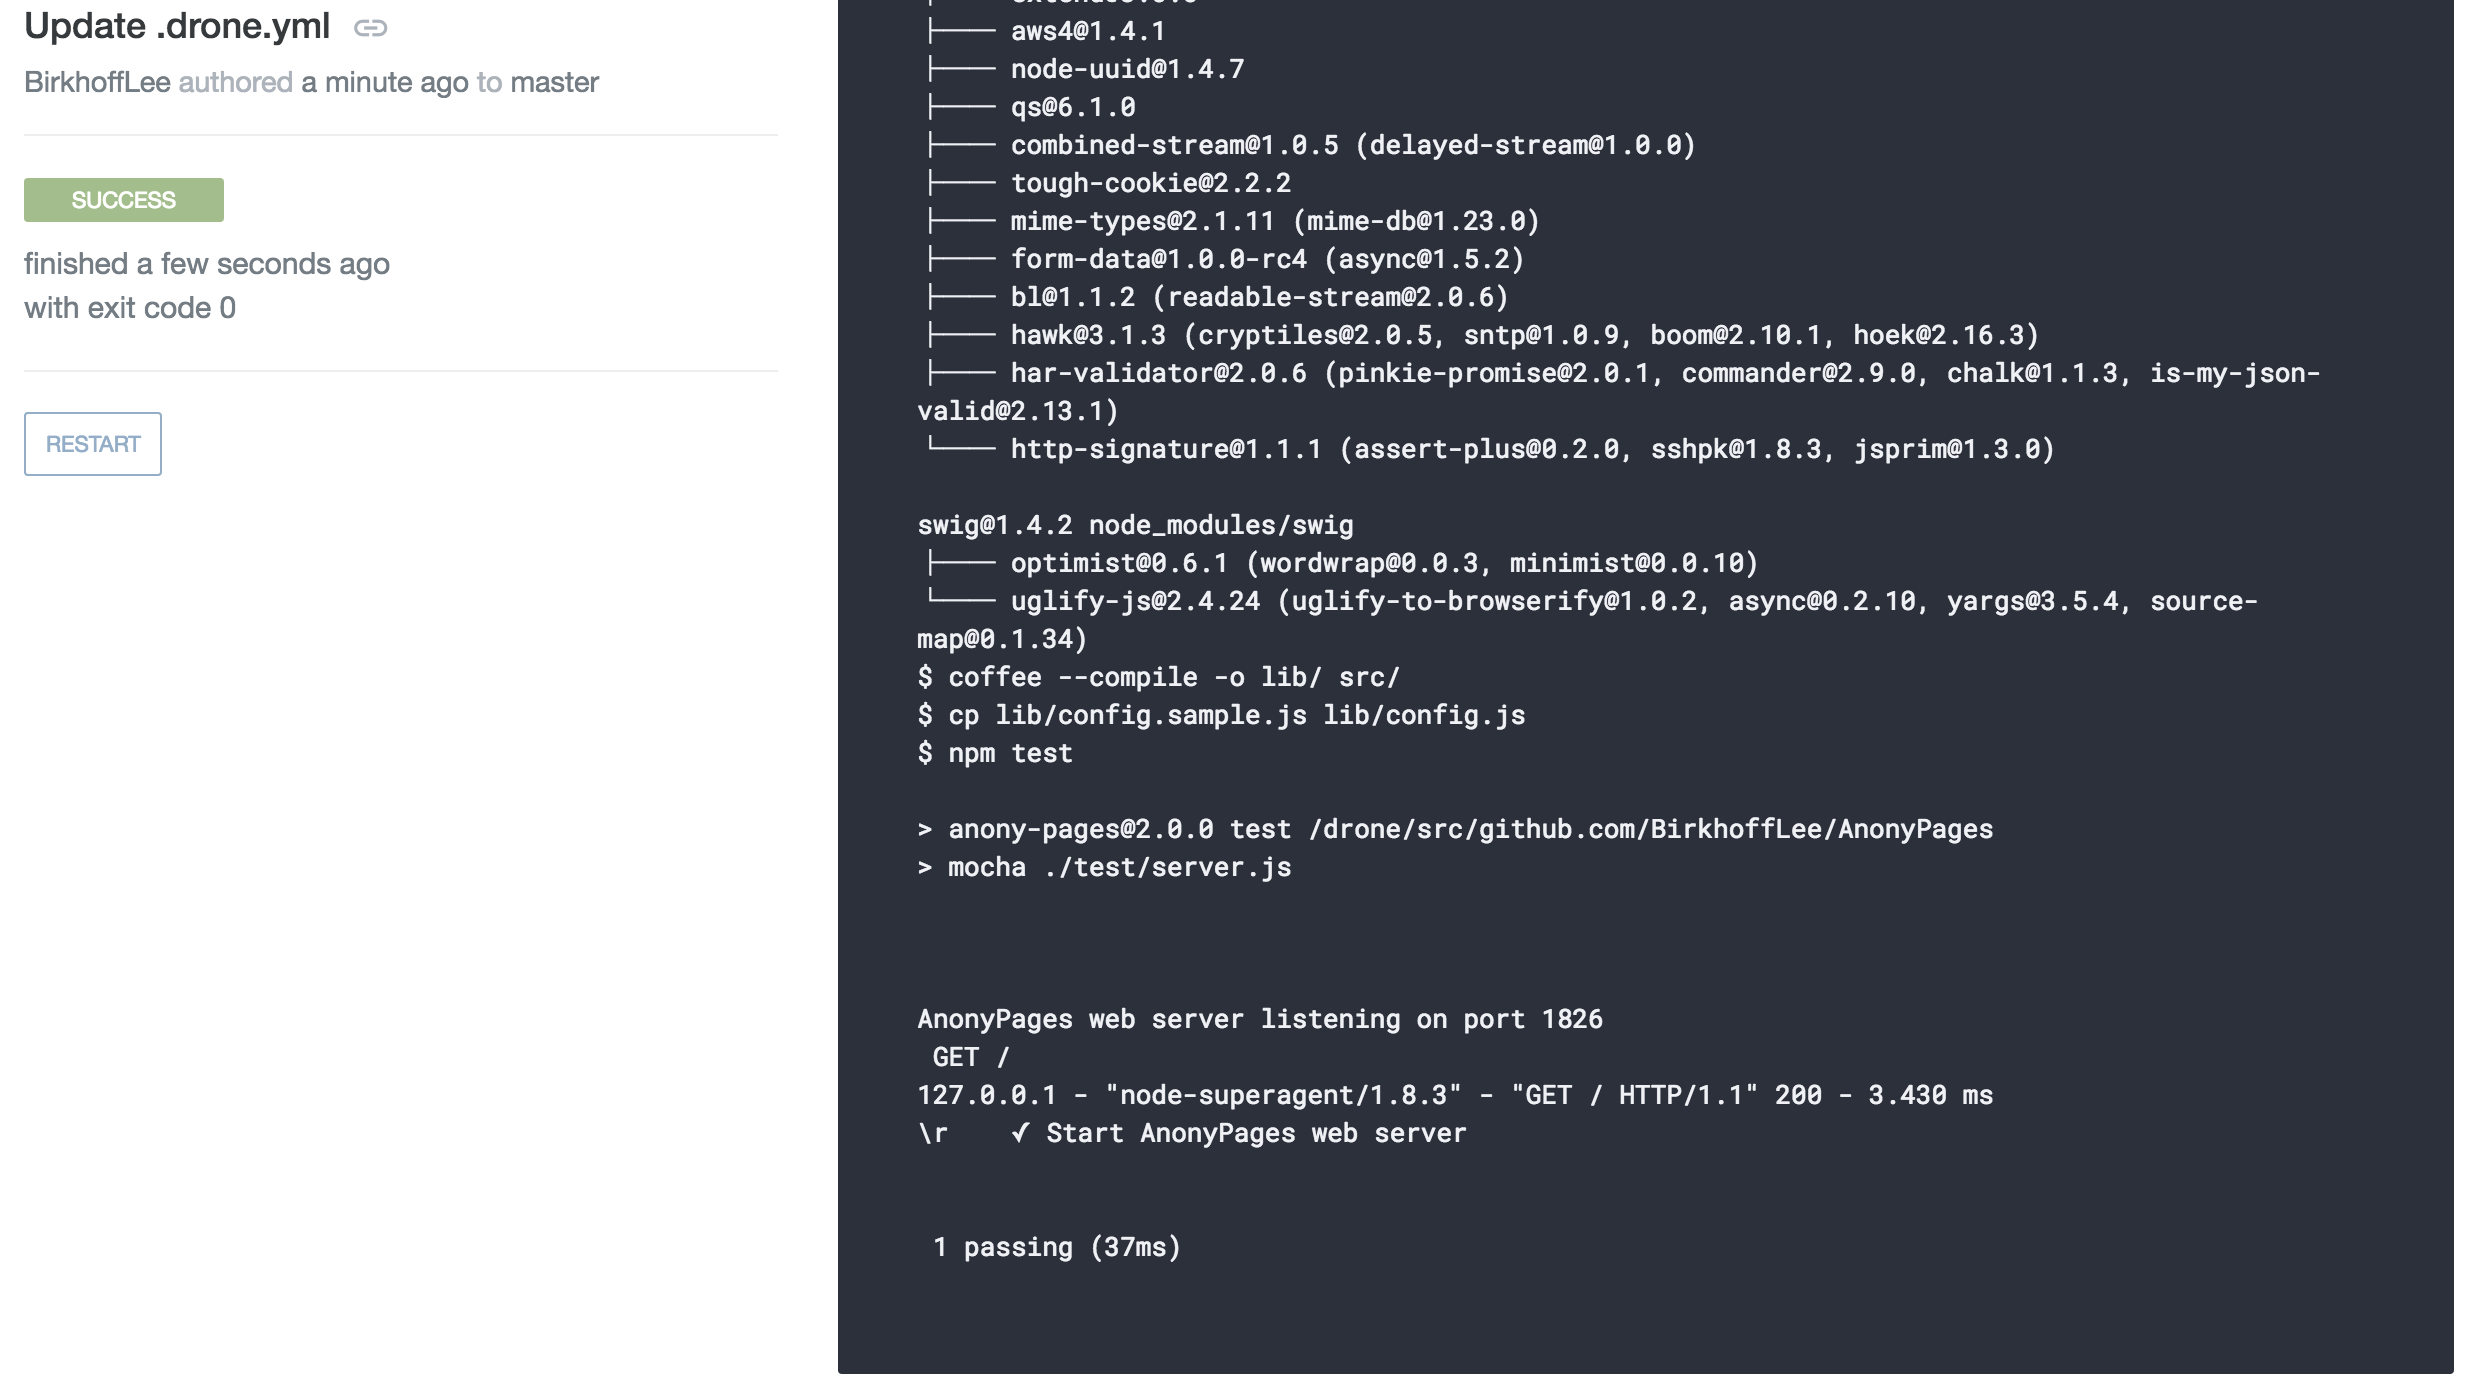 Update .drone.yml
BirkhoffLee authored a minute ago to master
SUCCESS
finished a few seconds ago
with exit code 0
RESTART
├── aws4@1.4.1
├── node-uuid@1.4.7
├── qs@6.1.0
├── combined-stream@1.0.5 (delayed-stream@1.0.0)
├── tough-cookie@2.2.2
├── mime-types@2.1.11 (mime-db@1.23.0)
├── form-data@1.0.0-rc4 (async@1.5.2)
├── bl@1.1.2 (readable-stream@2.0.6)
├── hawk@3.1.3 (cryptiles@2.0.5, sntp@1.0.9, boom@2.10.1, hoek@2.16.3)
├── har-validator@2.0.6 (pinkie-promise@2.0.1, commander@2.9.0, chalk@1.1.3, is-my-json-
valid@2.13.1)
└── http-signature@1.1.1 (assert-plus@0.2.0, sshpk@1.8.3, jsprim@1.3.0)
swig@1.4.2 node_modules/swig
├── optimist@0.6.1 (wordwrap@0.0.3, minimist@0.0.10)
└── uglify-js@2.4.24 (uglify-to-browserify@1.0.2, async@0.2.10, yargs@3.5.4, source-
map@0.1.34)
$ coffee --compile -o lib/ src/
$ cp lib/config.sample.js lib/config.js
$ npm test
> anony-pages@2.0.0 test /drone/src/github.com/BirkhoffLee/AnonyPages
> mocha ./test/server.js
AnonyPages web server listening on port 1826
GET /
127.0.0.1 - "node-superagent/1.8.3" - "GET / HTTP/1.1" 200 - 3.430 ms
\r    ✓ Start AnonyPages web server
1 passing (37ms)